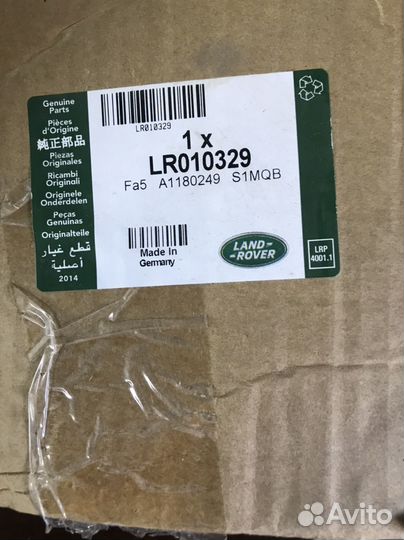 Genuine
Parts
Pièces
d'Origine
純正部品
Piezas
Originales
Ricambi
Originali
Originele
Onderdelen
Peças
Genuinas
Originalteile
قطع غيار
أصلية
2014
LR010329
1 x
LR010329
Fa5 A1180249 S1MQB
Made In
Germany
LAND-
ROVER
LRP
4001.1
Avito